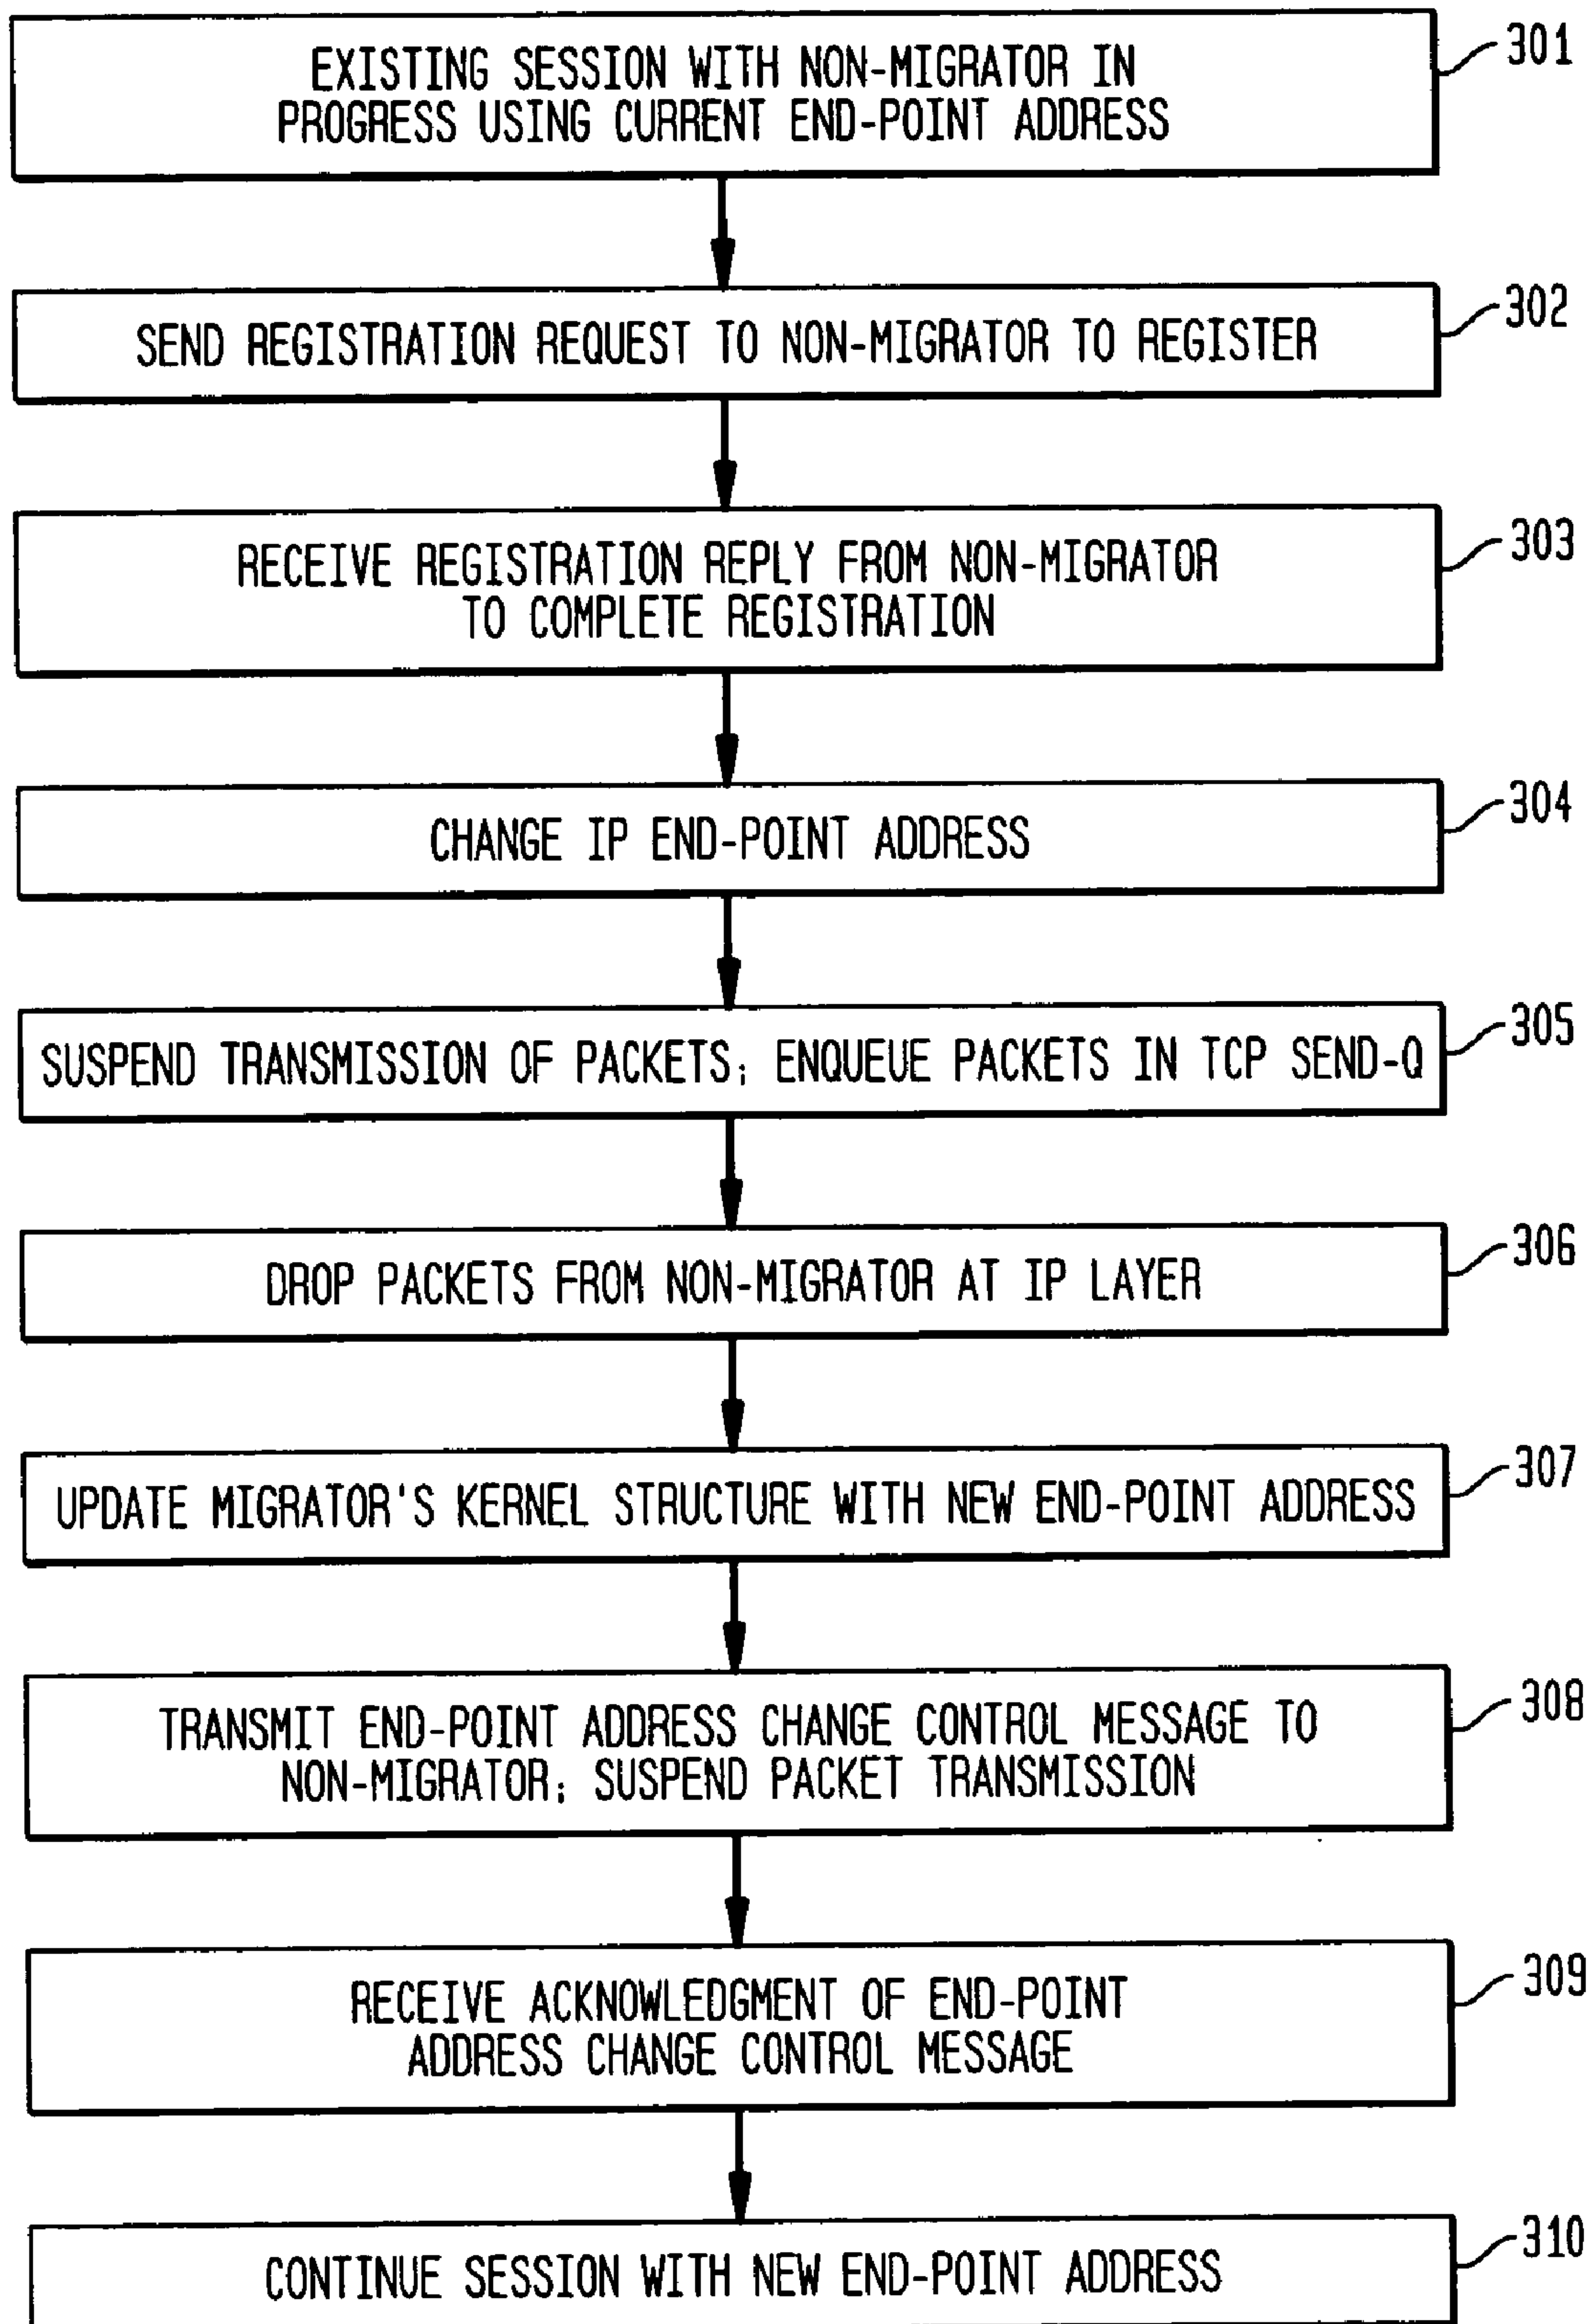 301
EXISTING SESSION WITH NON-MIGRATOR IN
PROGRESS USING CURRENT END-POINT ADDRESS
302
SEND REGISTRATION REQUEST TO NON-MIGRATOR TO REGISTER
303
RECEIVE REGISTRATION REPLY FROM NON-MIGRATOR
TO COMPLETE REGISTRATION
304
CHANGE IP END-POINT ADDRESS
305
SUSPEND TRANSMISSION OF PACKETS; ENQUEUE PACKETS IN TCP SEND-Q
306
DROP PACKETS FROM NON-MIGRATOR AT IP LAYER
307
UPDATE MIGRATOR'S KERNEL STRUCTURE WITH NEW END-POINT ADDRESS
308
TRANSMIT END-POINT ADDRESS CHANGE CONTROL MESSAGE TO
NON-MIGRATOR; SUSPEND PACKET TRANSMISSION
309
RECEIVE ACKNOWLEDGMENT OF END-POINT
ADDRESS CHANGE CONTROL MESSAGE
310
CONTINUE SESSION WITH NEW END-POINT ADDRESS